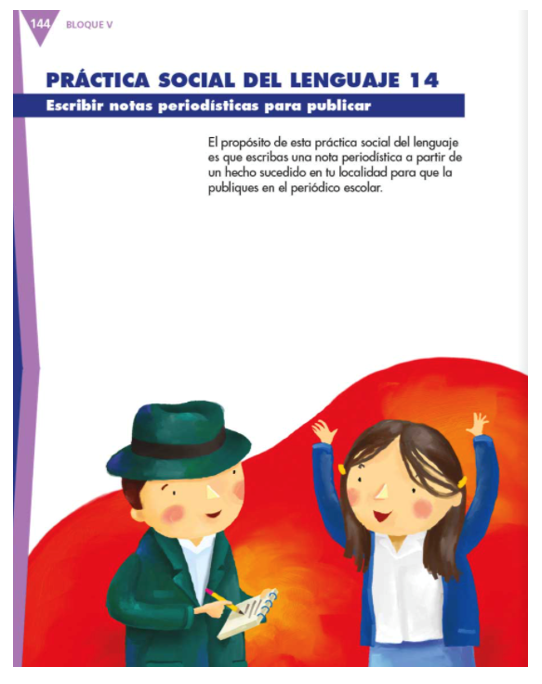 144
BLOQUE V
PRÁCTICA SOCIAL DEL LENGUAJE 14
Escribir notas periodísticas para publicar
El propósito de esta práctica social del lenguaje
es que escribas una nota periodística a partir de
un hecho sucedido en tu localidad para que la
publiques en el periódico escolar.